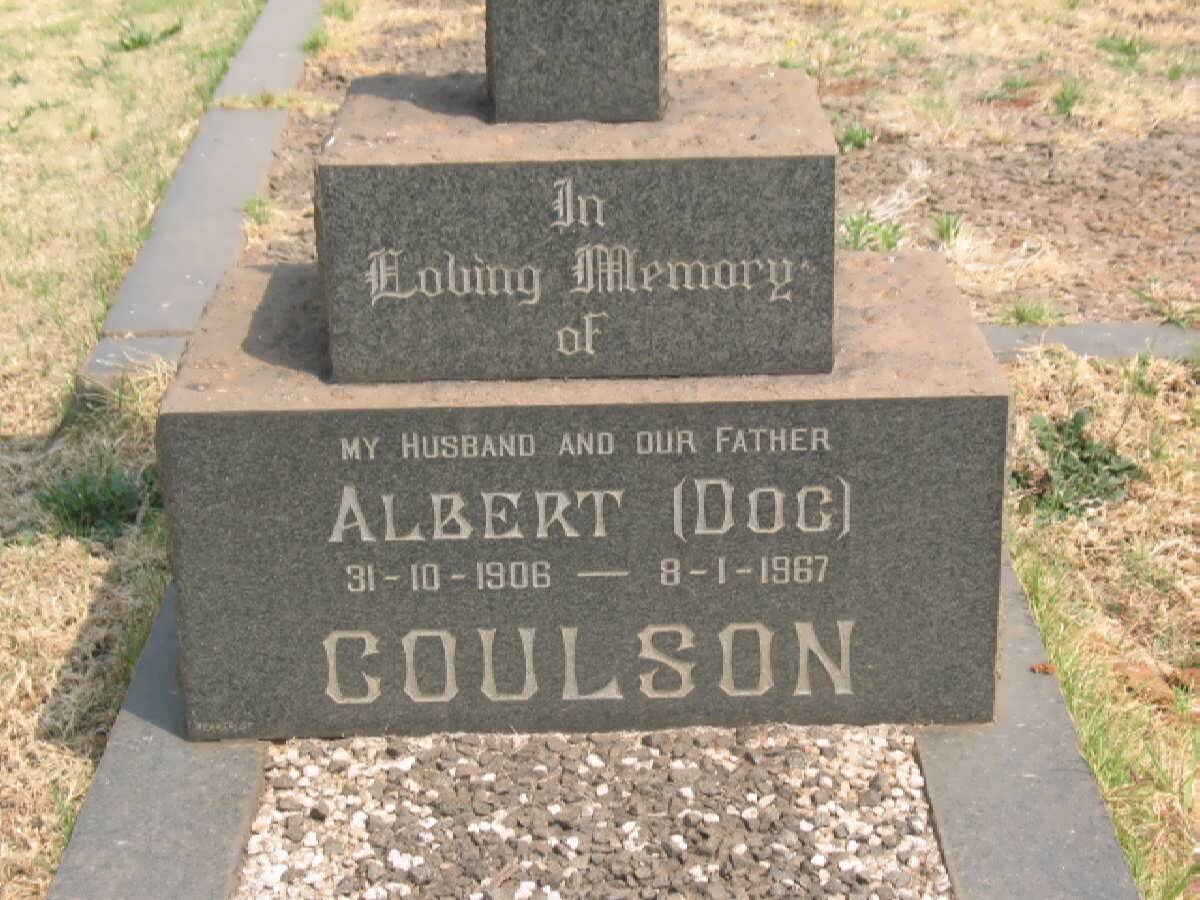 In
Loving Memory
of
MY HUSBAND AND OUR FATHER
ALBERT (DOC)
31-10-1906 — 8-1-1967
COULSON